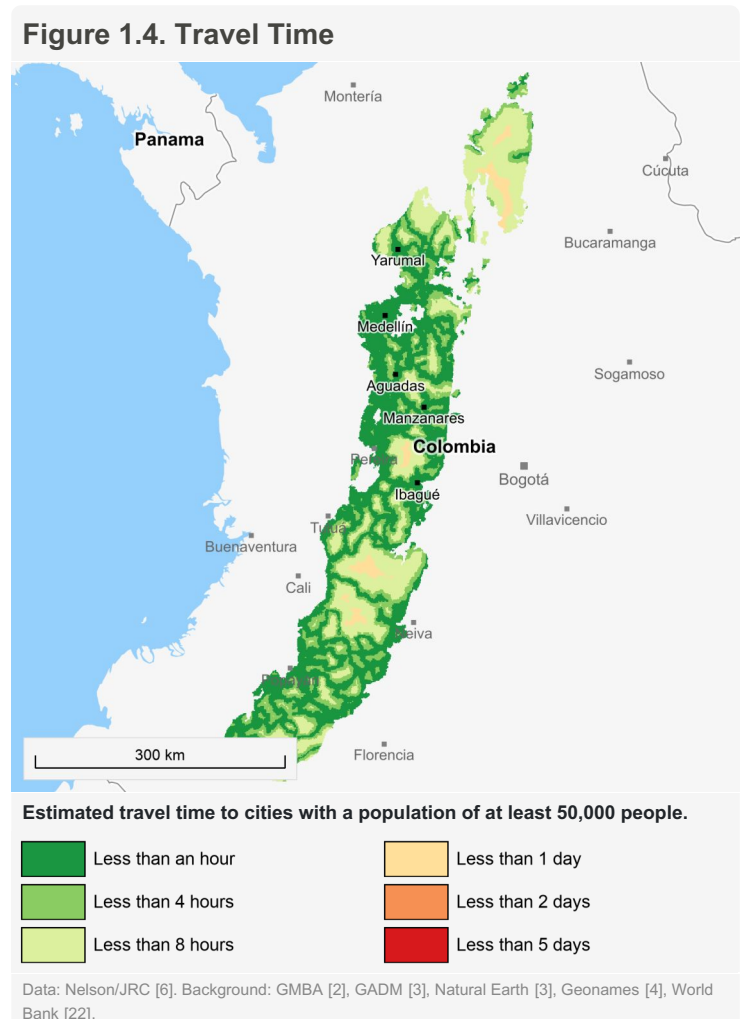 Figure 1.4. Travel Time
Montería
Panama
Cúcuta
Bucaramanga
Yarumal
Medellín
Sogamoso
Aguadas
Manzanares
Colombia
Pereira
Bogotá
Ibagué
Villavicencio
Tuluá
Buenaventura
Cali
Neiva
Popayán
300 km
Florencia
Estimated travel time to cities with a population of at least 50,000 people.
Less than an hour
Less than 1 day
Less than 4 hours
Less than 2 days
Less than 8 hours
Less than 5 days
Data: Nelson/JRC [6]. Background: GMBA [2], GADM [3], Natural Earth [3], Geonames [4], World
Bank [22].